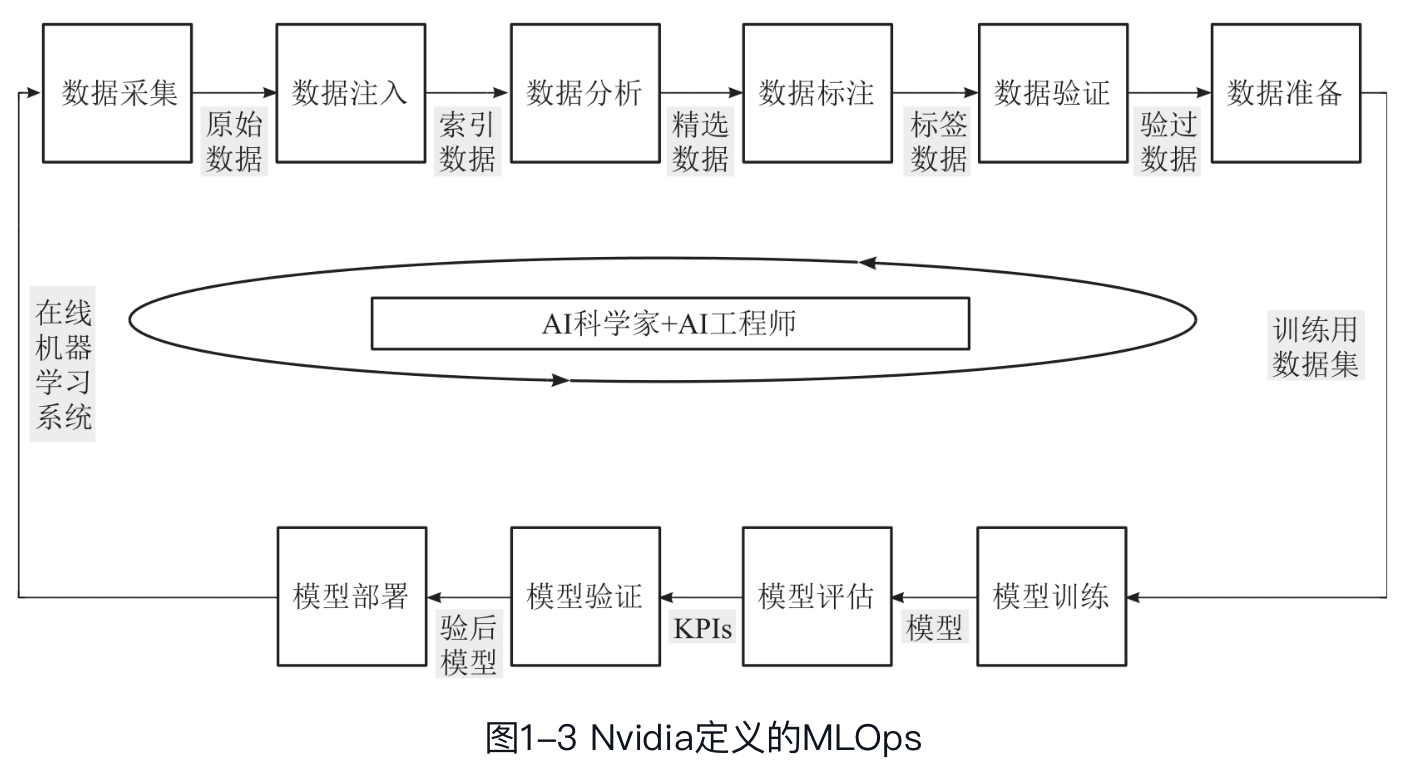 数据采集
数据注入
数据分析
数据标注
数据验证
数据准备
原始
数据
索引
数据
精选
数据
标签
数据
验过
数据
在线
机器
学习
系统
AI科学家+AI工程师
训练用
数据集
模型部署
模型验证
模型评估
模型训练
验后
模型
KPIs
模型
图1–3 Nvidia定义的MLOps